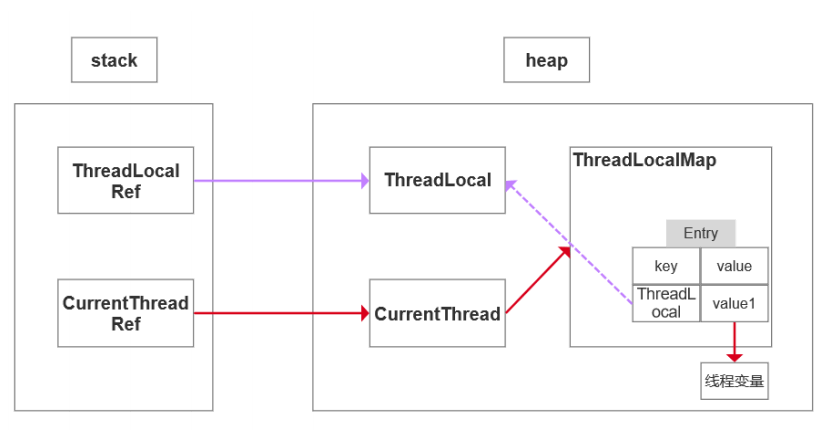 stack
heap
ThreadLocal
Ref
ThreadLocal
ThreadLocalMap
Entry
key
value
ThreadL
ocal
value1
CurrentThread
Ref
CurrentThread
线程变量